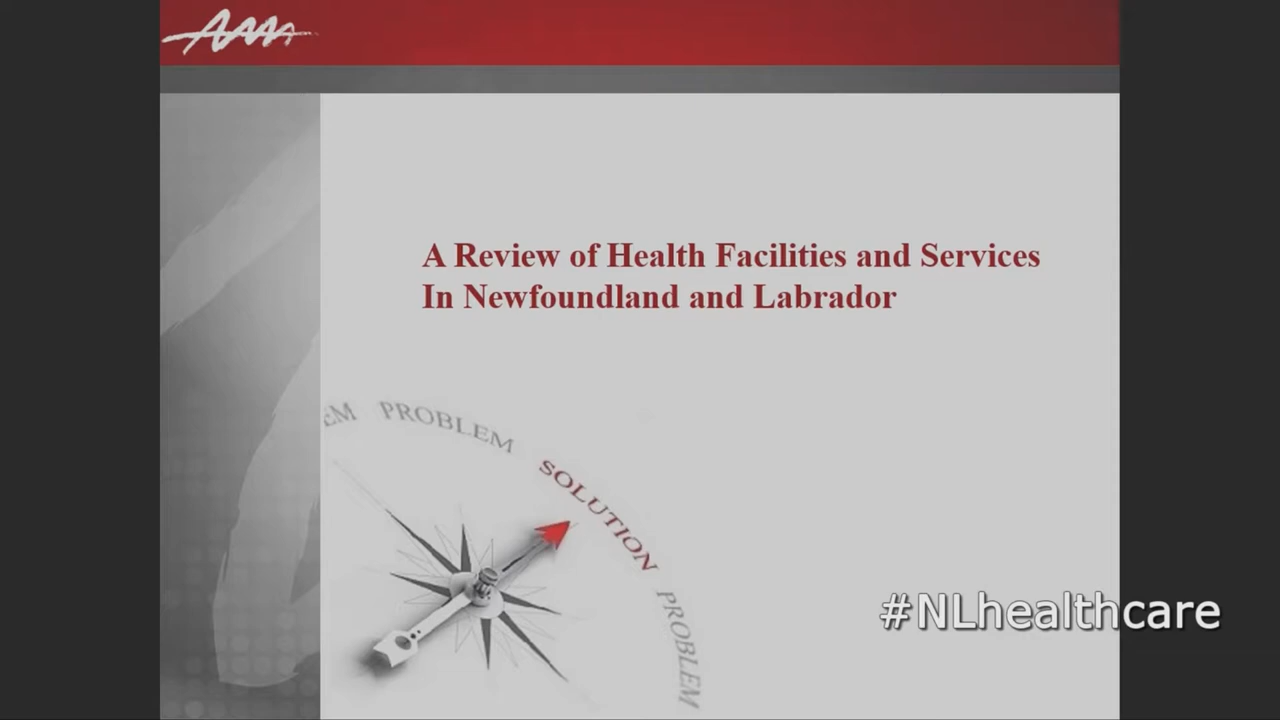 A Review of Health Facilities and Services
In Newfoundland and Labrador
EM PROBLEM SOLUTION PROBLEM
#NLhealthcare